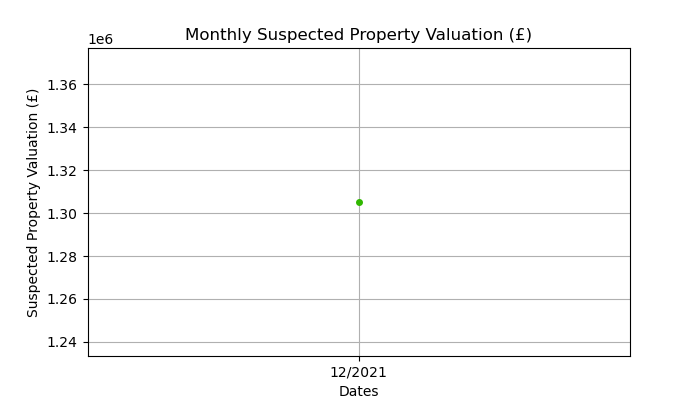 Monthly Suspected Property Valuation (£)
1e6
Suspected Property Valuation (£)
1.36
1.34
1.32
1.30
1.28
1.26
1.24
12/2021
Dates